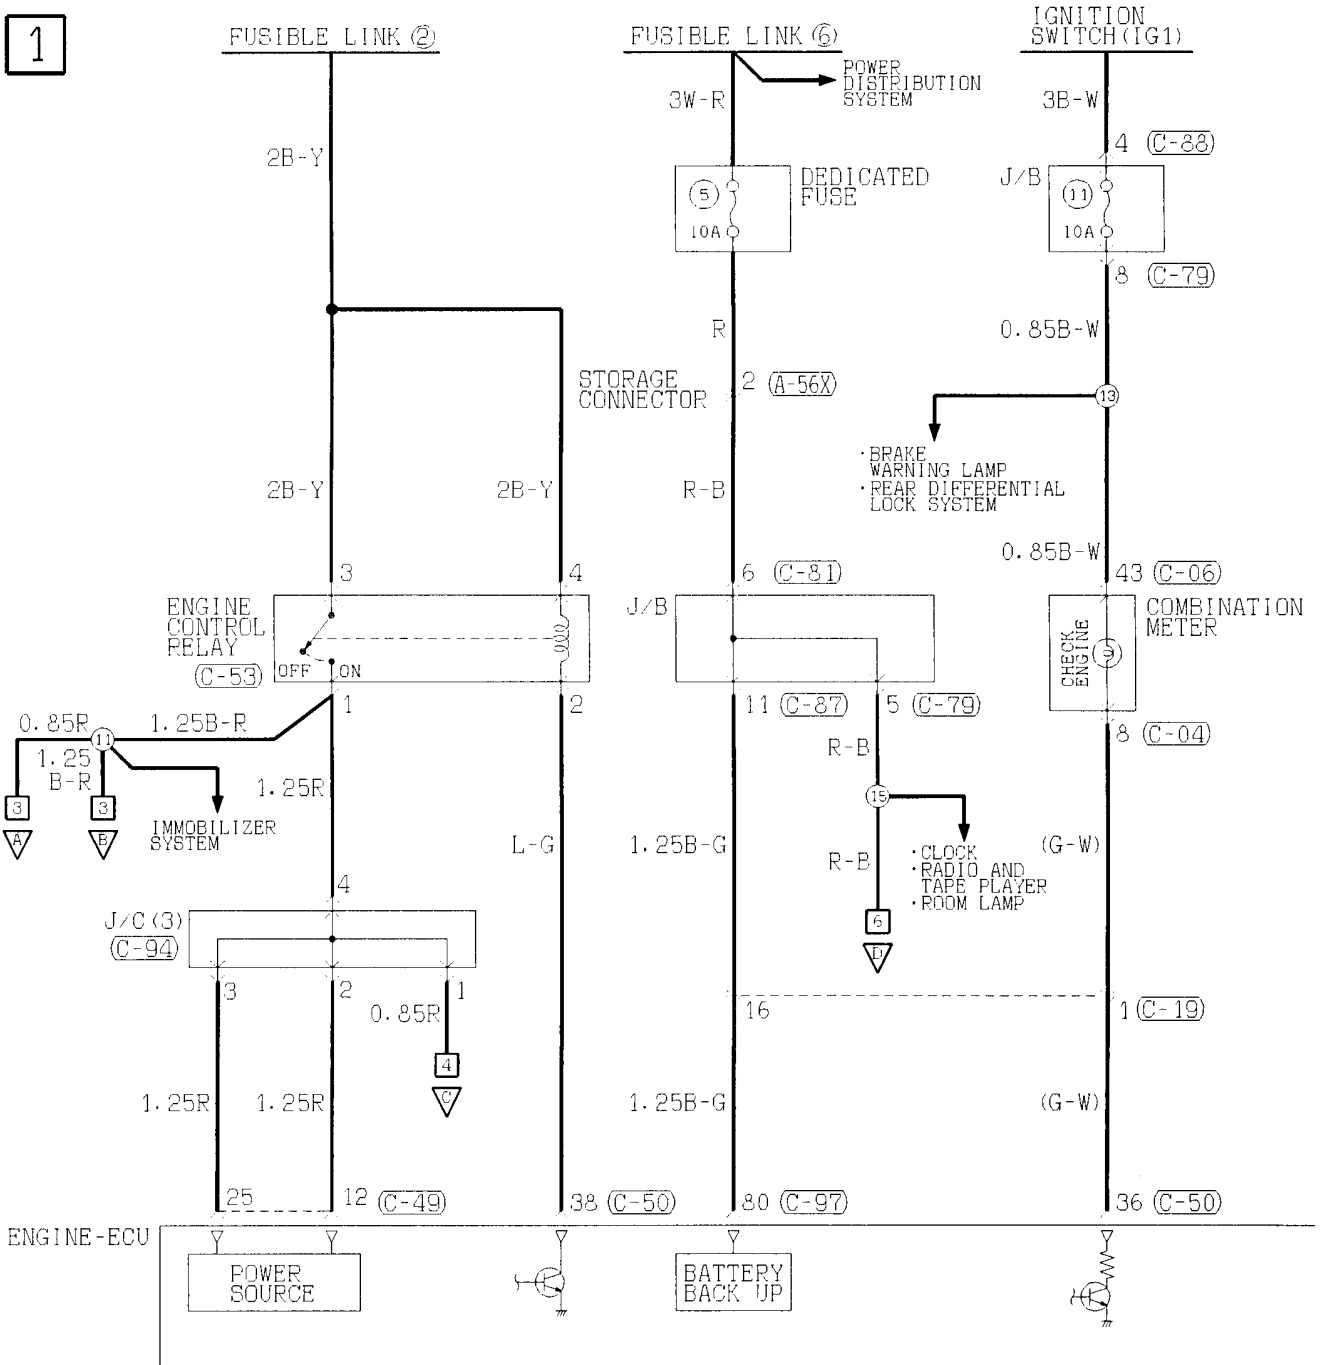 1
FUSIBLE LINK ②
FUSIBLE LINK ⑥
IGNITION
SWITCH(IG1)
POWER
DISTRIBUTION
SYSTEM
3W-R
3B-W
2B-Y
4 (C-88)
DEDICATED
FUSE
5
10A
J/B
11
10A
8 (C-79)
R
0.85B-W
STORAGE
CONNECTOR
2 (A-56X)
13
·BRAKE
WARNING LAMP
·REAR DIFFERENTIAL
LOCK SYSTEM
2B-Y
2B-Y
R-B
0.85B-W
3
4
6 (C-81)
43 (C-06)
ENGINE
CONTROL
RELAY
(C-53)
OFF
ON
J/B
CHECK
ENGINE
COMBINATION
METER
1
2
11 (C-87)
5 (C-79)
8 (C-04)
0.85R
11
1.25B-R
1.25
B-R
R-B
1.25R
3
3
A
B
IMMOBILIZER
SYSTEM
15
L-G
1.25B-G
R-B
·CLOCK
·RADIO AND
TAPE PLAYER
·ROOM LAMP
(G-W)
4
J/C(3)
(C-94)
6
D
3
2
1
0.85R
16
1 (C-19)
4
C
1.25R
1.25R
1.25B-G
(G-W)
25
12 (C-49)
38 (C-50)
80 (C-97)
36 (C-50)
ENGINE-ECU
POWER
SOURCE
BATTERY
BACK UP